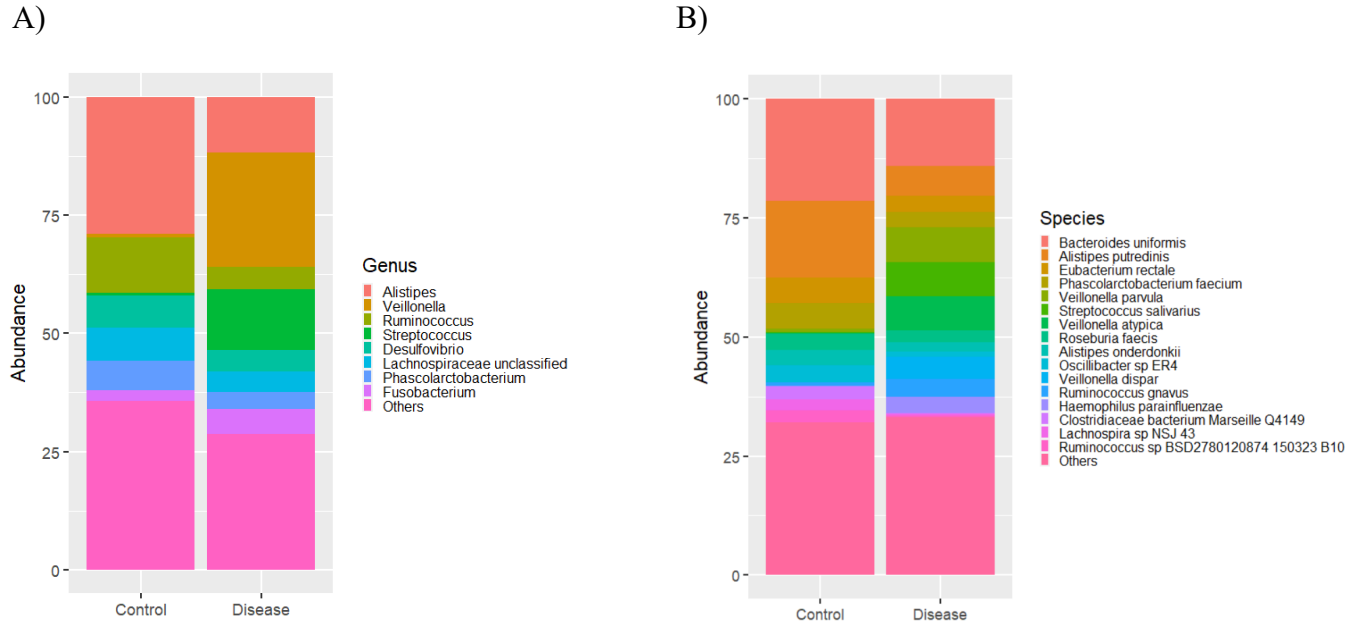 A)
B)
Abundance
100
75
50
25
0
Control
Disease
Genus
Alistipes
Veillonella
Ruminococcus
Streptococcus
Desulfovibrio
Lachnospiraceae unclassified
Phascolarctobacterium
Fusobacterium
Others
Abundance
100
75
50
25
0
Control
Disease
Species
Bacteroides uniformis
Alistipes putredinis
Eubacterium rectale
Phascolarctobacterium faecium
Veillonella parvula
Streptococcus salivarius
Veillonella atypica
Roseburia faecis
Alistipes onderdonkii
Oscillibacter sp ER4
Veillonella dispar
Ruminococcus gnavus
Haemophilus parainfluenzae
Clostridiaceae bacterium Marseille Q4149
Lachnospira sp NSJ 43
Ruminococcus sp BSD2780120874 150323 B10
Others